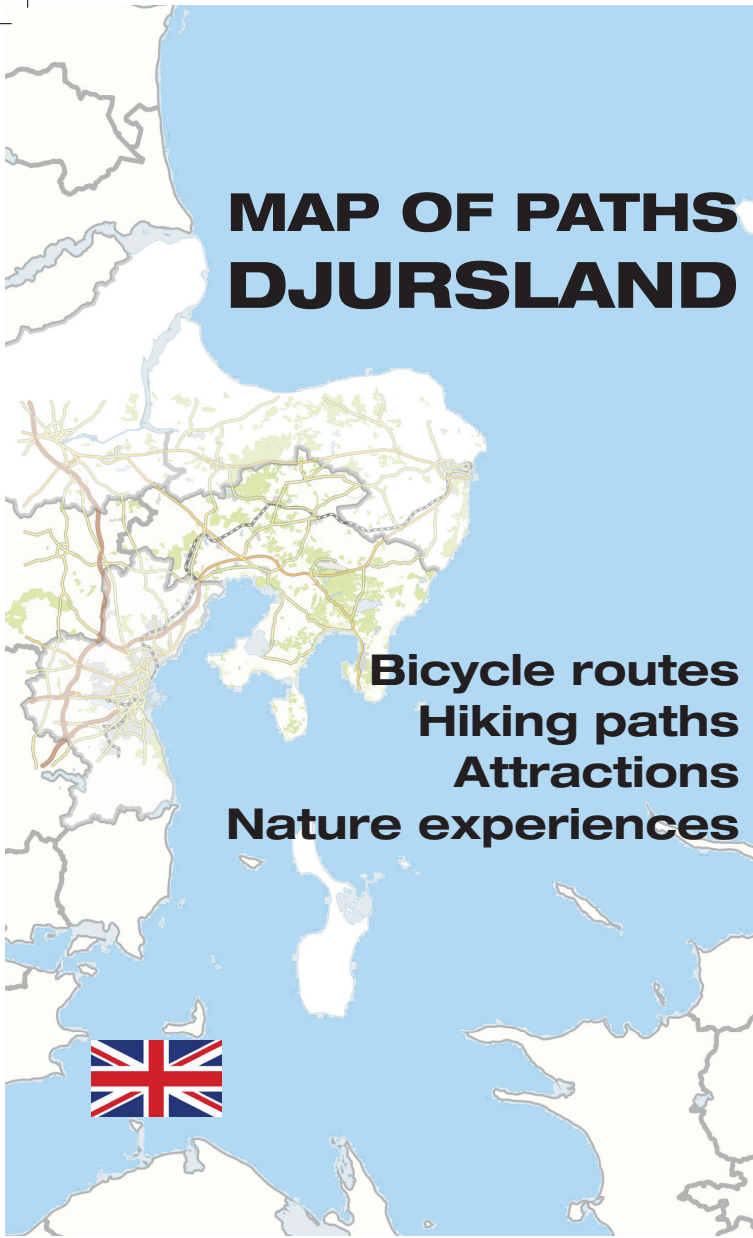 MAP OF PATHS
DJURSLAND
Bicycle routes
Hiking paths
Attractions
Nature experiences